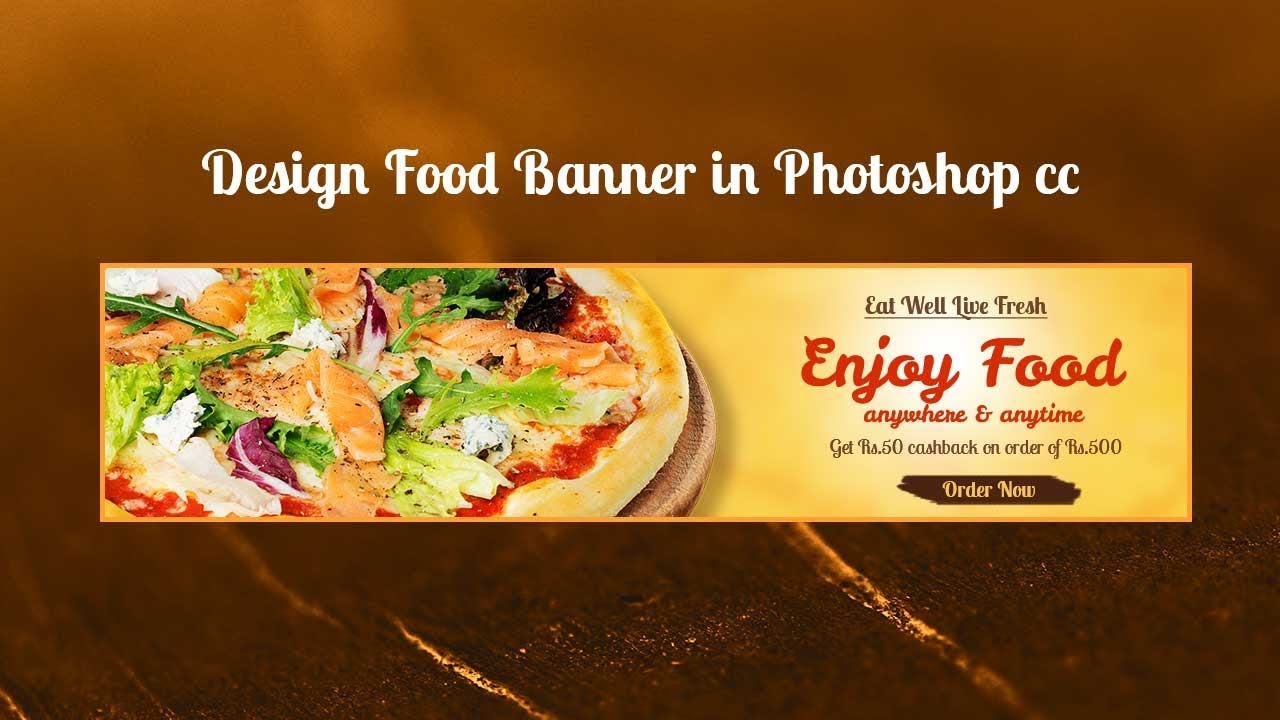 Design Food Banner in Photoshop cc
Eat Well Live Fresh
Enjoy Food
anywhere & anytime
Get Rs.50 cashback on order of Rs.500
Order Now